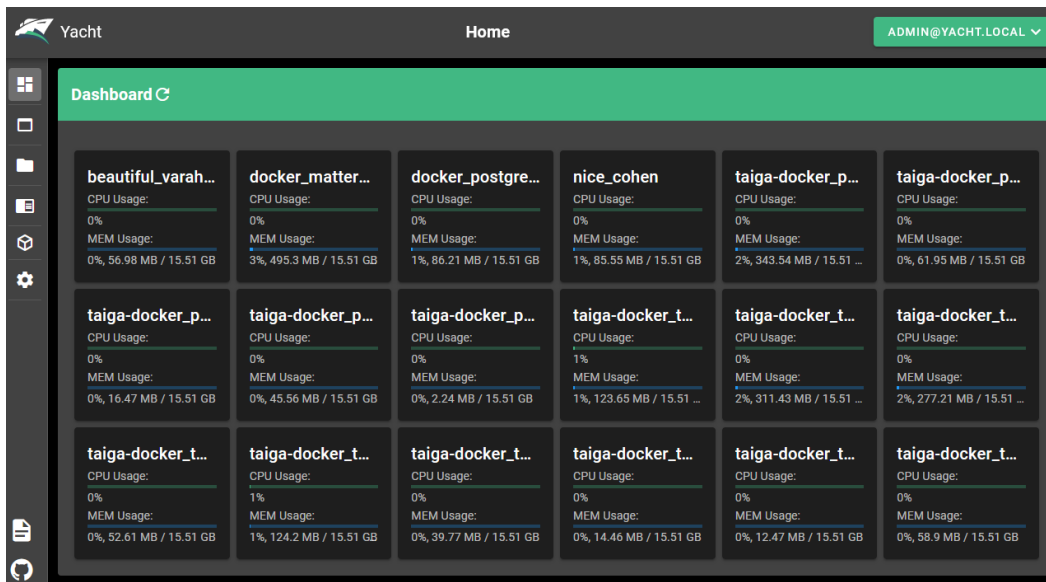 Yacht
Home
ADMIN@YACHT.LOCAL
Dashboard
beautiful_varah...
CPU Usage:
0%
MEM Usage:
0%, 56.98 MB / 15.51 GB
docker_matter...
CPU Usage:
0%
MEM Usage:
3%, 495.3 MB / 15.51 GB
docker_postgre...
CPU Usage:
0%
MEM Usage:
1%, 86.21 MB / 15.51 GB
nice_cohen
CPU Usage:
0%
MEM Usage:
1%, 85.55 MB / 15.51 GB
taiga-docker_p...
CPU Usage:
0%
MEM Usage:
2%, 343.54 MB / 15.51 ...
taiga-docker_p...
CPU Usage:
0%
MEM Usage:
0%, 61.95 MB / 15.51 GB
taiga-docker_p...
CPU Usage:
0%
MEM Usage:
0%, 16.47 MB / 15.51 GB
taiga-docker_p...
CPU Usage:
0%
MEM Usage:
0%, 45.56 MB / 15.51 GB
taiga-docker_p...
CPU Usage:
0%
MEM Usage:
0%, 2.24 MB / 15.51 GB
taiga-docker_t...
CPU Usage:
1%
MEM Usage:
1%, 123.65 MB / 15.51 ...
taiga-docker_t...
CPU Usage:
0%
MEM Usage:
2%, 311.43 MB / 15.51 ...
taiga-docker_t...
CPU Usage:
0%
MEM Usage:
2%, 277.21 MB / 15.51 ...
taiga-docker_t...
CPU Usage:
0%
MEM Usage:
0%, 52.61 MB / 15.51 GB
taiga-docker_t...
CPU Usage:
1%
MEM Usage:
1%, 124.2 MB / 15.51 GB
taiga-docker_t...
CPU Usage:
0%
MEM Usage:
0%, 39.77 MB / 15.51 GB
taiga-docker_t...
CPU Usage:
0%
MEM Usage:
0%, 14.46 MB / 15.51 GB
taiga-docker_t...
CPU Usage:
0%
MEM Usage:
0%, 12.47 MB / 15.51 GB
taiga-docker_t...
CPU Usage:
0%
MEM Usage:
0%, 58.9 MB / 15.51 GB